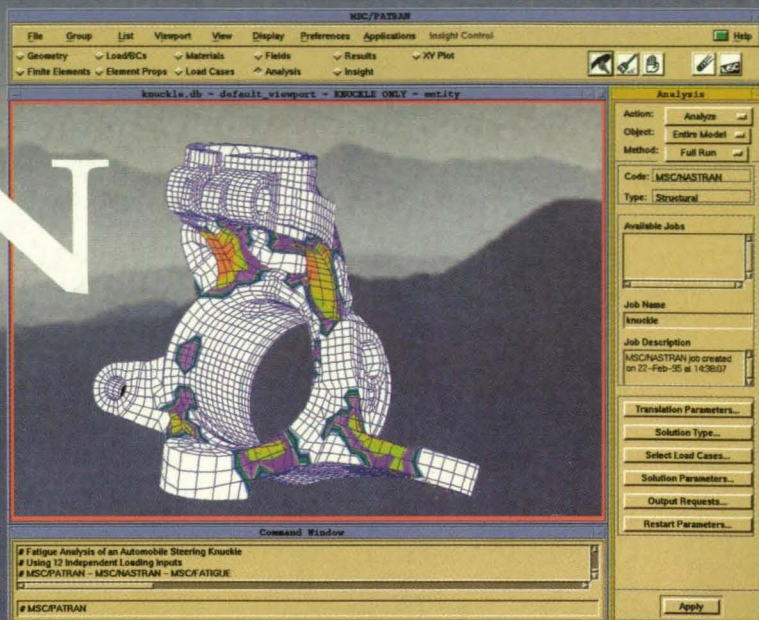 MSC/PATRAN
File Group List Viewport View Display Preferences Applications Insight Control Help
Geometry Load/BCs Materials Fields Results XY Plot
Finite Elements Element Props Load Cases Analysis Insight
knuckle.db - default_viewport - KNUCKLE ONLY - entity
N
Analysis
Action: Analyze
Object: Entire Model
Method: Full Run
Code: MSC/NASTRAN
Type: Structural
Available Jobs
Job Name
knuckle
Job Description
MSC/NASTRAN job created
on 22-Feb-95 at 14:38:07
Translation Parameters...
Solution Type...
Select Load Cases...
Solution Parameters...
Output Requests...
Restart Parameters...
Apply
Command Window
# Fatigue Analysis of an Automobile Steering Knuckle
# Using 12 Independent Loading Inputs
# MSC/PATRAN - MSC/NASTRAN - MSC/FATIGUE
# MSC/PATRAN